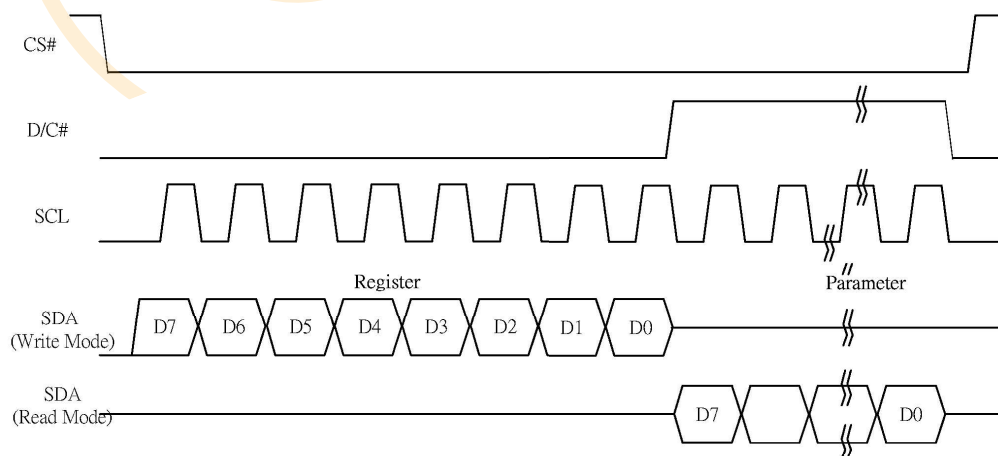 CS#
D/C#
SCL
Register
Parameter
SDA
(Write Mode)
D7 D6 D5 D4 D3 D2 D1 D0
SDA
(Read Mode)
D7 D0